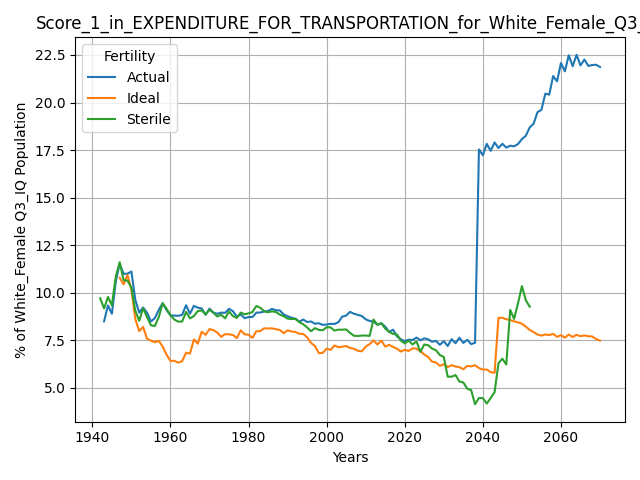 Score_1_in_EXPENDITURE_FOR_TRANSPORTATION_for_White_Female_Q3_
Fertility
Actual
Ideal
Sterile
% of White_Female Q3_IQ Population
22.5
20.0
17.5
15.0
12.5
10.0
7.5
5.0
1940 1960 1980 2000 2020 2040 2060
Years